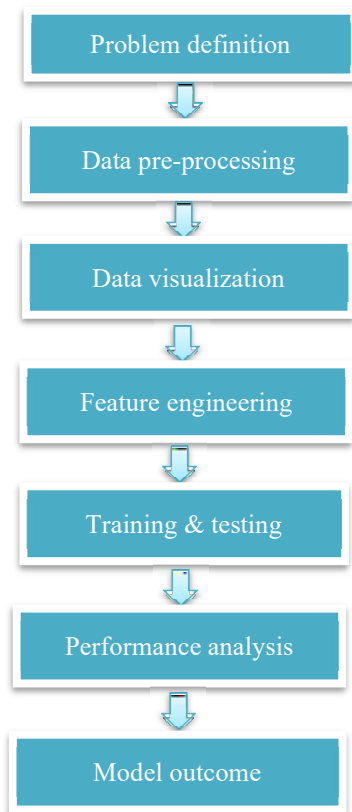 Problem definition
Data pre-processing
Data visualization
Feature engineering
Training & testing
Performance analysis
Model outcome